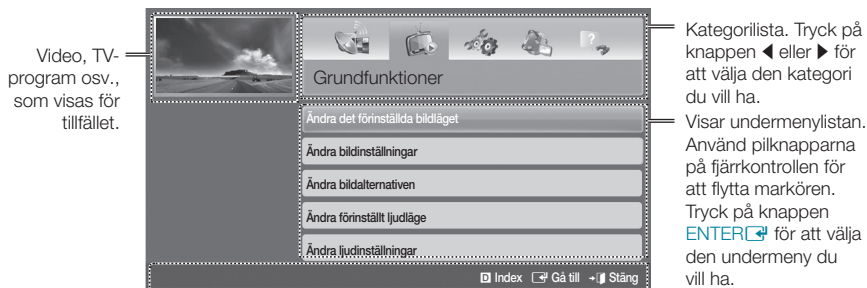 Video, TV-
program osv.,
som visas för
tillfället.
Grundfunktioner
Ändra det förinställda bildläget
Ändra bildinställningar
Ändra bildalternativen
Ändra förinställt ljudläge
Ändra ljudinställningar
D Index Gå till Stäng
Kategorilista. Tryck på
knappen ◀ eller ▶ för
att välja den kategori
du vill ha.
Visar undermenylistan.
Använd pilknapparna
på fjärrkontrollen för
att flytta markören.
Tryck på knappen
ENTER för att välja
den undermeny du
vill ha.